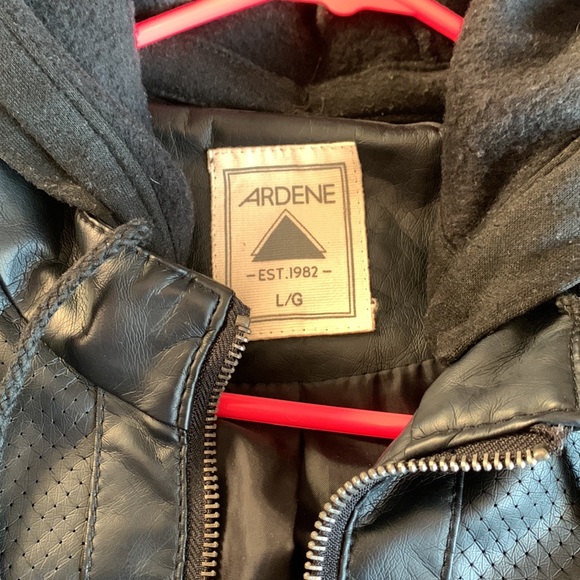 ARDENE
-EST.1982-
L/G